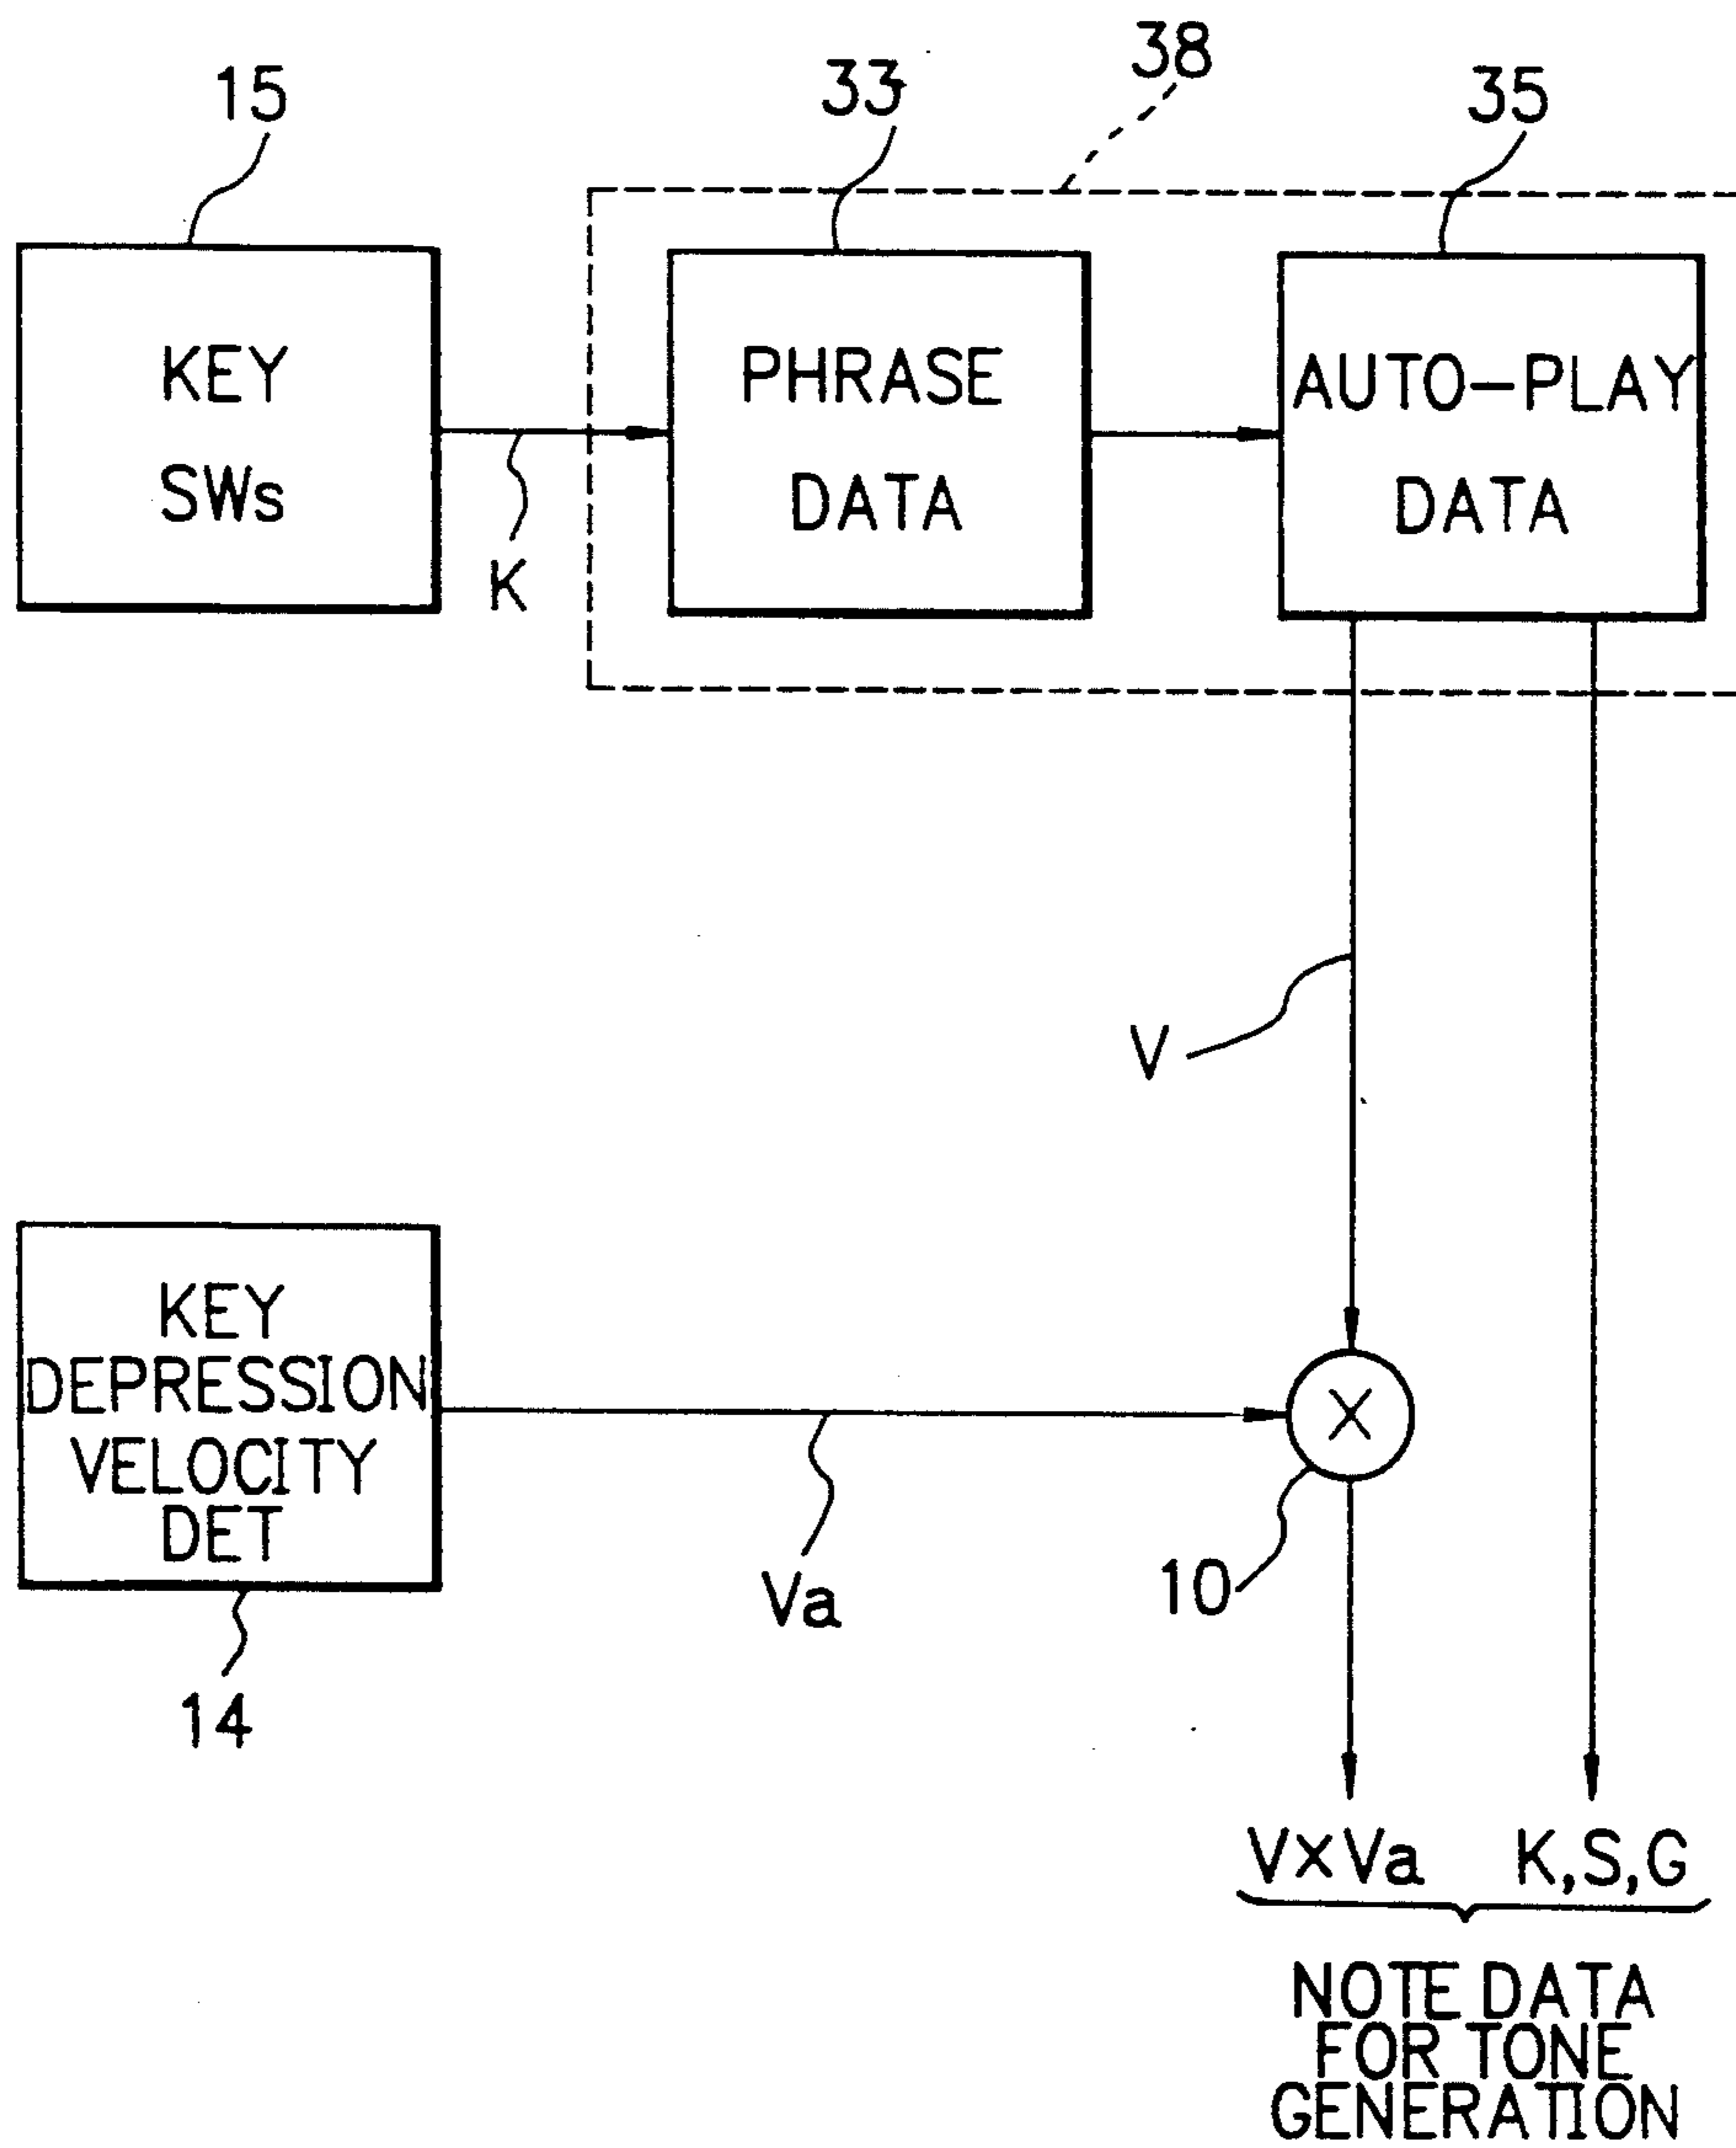 38
15
33
35
KEY
SWs
PHRASE
DATA
AUTO-PLAY
DATA
K
V
KEY
DEPRESSION
VELOCITY
DET
X
Va
10
14
V×Va
K,S,G
NOTE DATA
FOR TONE
GENERATION